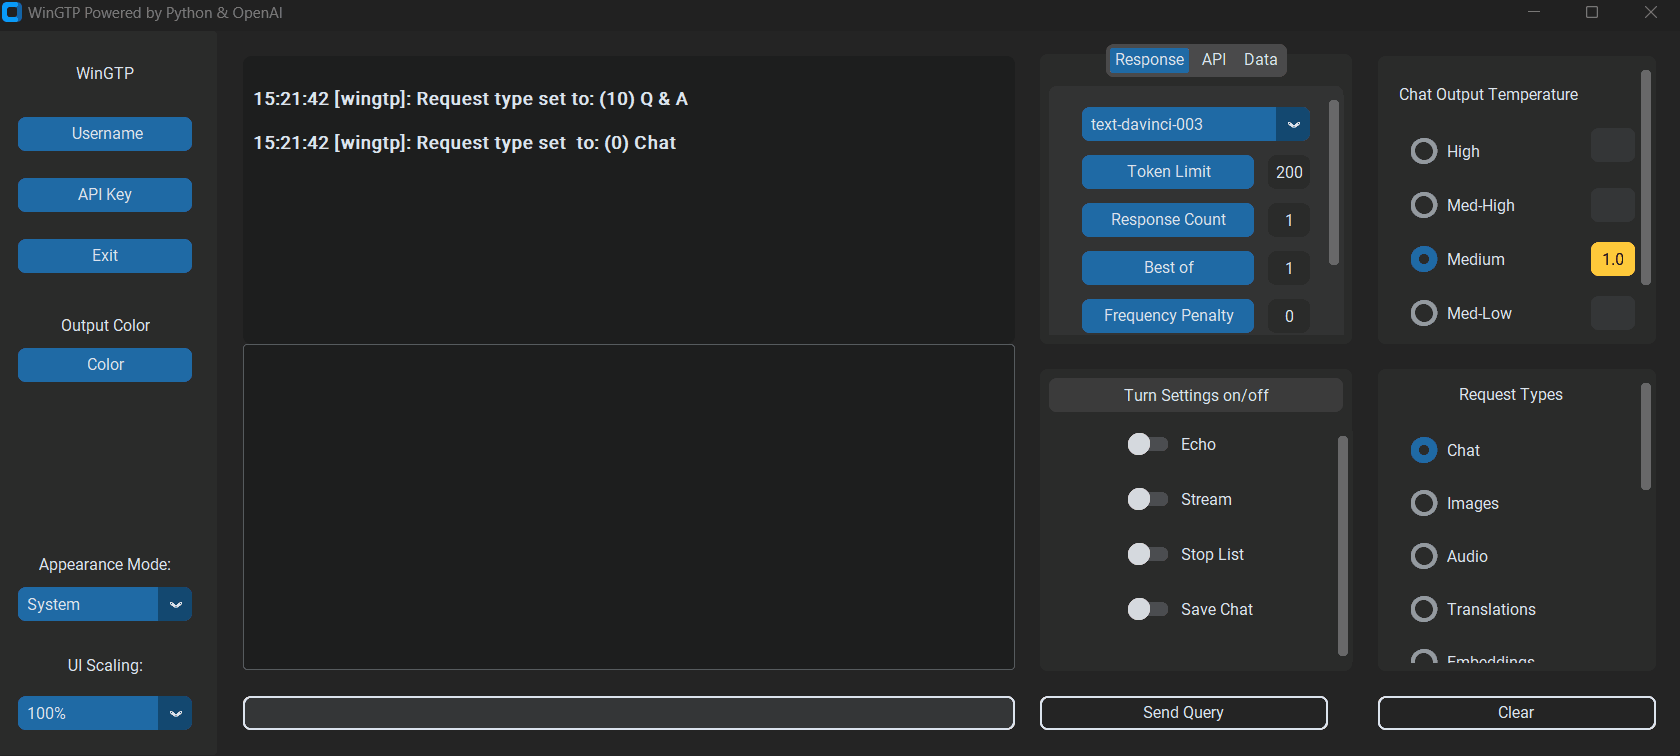 WinGTP Powered by Python & OpenAI
WinGTP
Username
API Key
Exit
Output Color
Color
Appearance Mode:
System
UI Scaling:
100%
15:21:42 [wingtp]: Request type set to: (10) Q & A
15:21:42 [wingtp]: Request type set  to: (0) Chat
Response API Data
text-davinci-003
Token Limit 200
Response Count 1
Best of 1
Frequency Penalty 0
Turn Settings on/off
Echo
Stream
Stop List
Save Chat
Send Query
Chat Output Temperature
High
Med-High
Medium 1.0
Med-Low
Request Types
Chat
Images
Audio
Translations
Embeddings
Clear